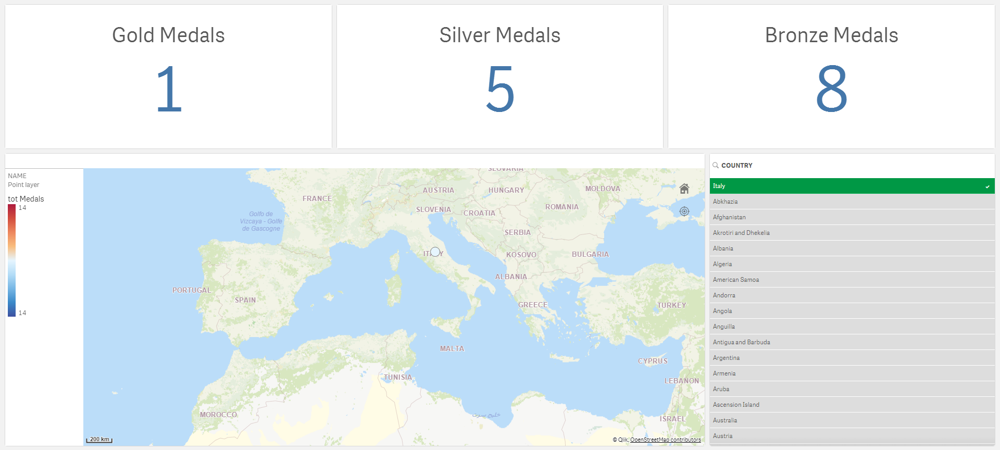 Gold Medals
1
Silver Medals
5
Bronze Medals
8
NAME
Point layer
tot Medals
14
14
SLOVAKIA
AUSTRIA
HUNGARY
MOLDOVA
FRANCE
SLOVENIA
CROATIA
ROMANIA
Golfo de
Vizcaya - Golfe
de Gascogne
SERBIA
ITALY
KOSOVO
BULGARIA
ALBANIA
PORTUGAL
SPAIN
GREECE
TURKEY
MALTA
CYPRUS
TUNISIA
LEBANON
MOROCCO
خليج سرت
ISRAEL
200 km
© Qlik, OpenStreetMap contributors
COUNTRY
Italy
Abkhazia
Afghanistan
Akrotiri and Dhekelia
Albania
Algeria
American Samoa
Andorra
Angola
Anguilla
Antigua and Barbuda
Argentina
Armenia
Aruba
Ascension Island
Australia
Austria